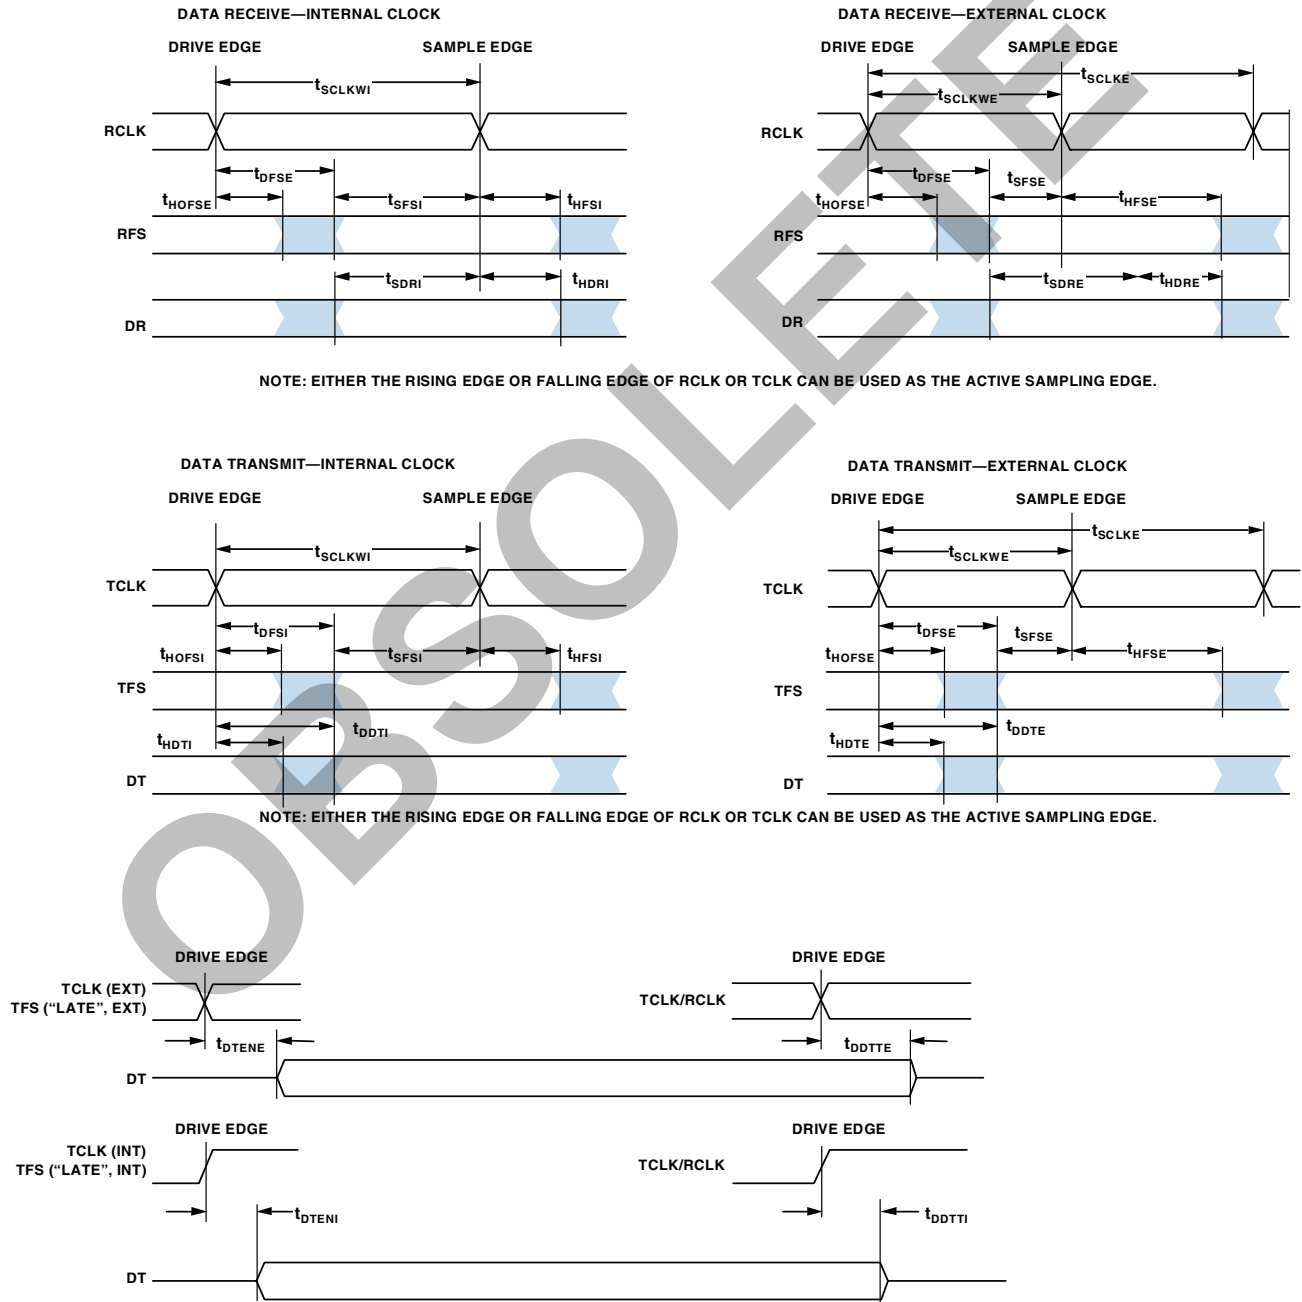 DATA RECEIVE—INTERNAL CLOCK
DRIVE EDGE SAMPLE EDGE
tSCLKWI
RCLK
tDFSE
tHOFSE tSFSI tHFSI
RFS
tSDRI tHDRI
DR
DATA RECEIVE—EXTERNAL CLOCK
DRIVE EDGE SAMPLE EDGE
tSCLKE
tSCLKWE
RCLK
tDFSE tSFSE
tHOFSE tHFSE
RFS
tSDRE tHDRE
DR
NOTE: EITHER THE RISING EDGE OR FALLING EDGE OF RCLK OR TCLK CAN BE USED AS THE ACTIVE SAMPLING EDGE.
DATA TRANSMIT—INTERNAL CLOCK
DRIVE EDGE SAMPLE EDGE
tSCLKWI
TCLK
tDFSI
tHOFSI tSFSI tHFSI
TFS
tDDTI
tHDTI
DT
DATA TRANSMIT—EXTERNAL CLOCK
DRIVE EDGE SAMPLE EDGE
tSCLKE
tSCLKWE
TCLK
tDFSE tSFSE
tHOFSE tHFSE
TFS
tDDTE
tHDTE
DT
NOTE: EITHER THE RISING EDGE OR FALLING EDGE OF RCLK OR TCLK CAN BE USED AS THE ACTIVE SAMPLING EDGE.
DRIVE EDGE DRIVE EDGE
TCLK (EXT)
TFS (“LATE”, EXT)
TCLK/RCLK
tDTENE tDDTTE
DT
DRIVE EDGE DRIVE EDGE
TCLK (INT)
TFS (“LATE”, INT)
TCLK/RCLK
tDTENI tDDTTI
DT
OBSOLETE